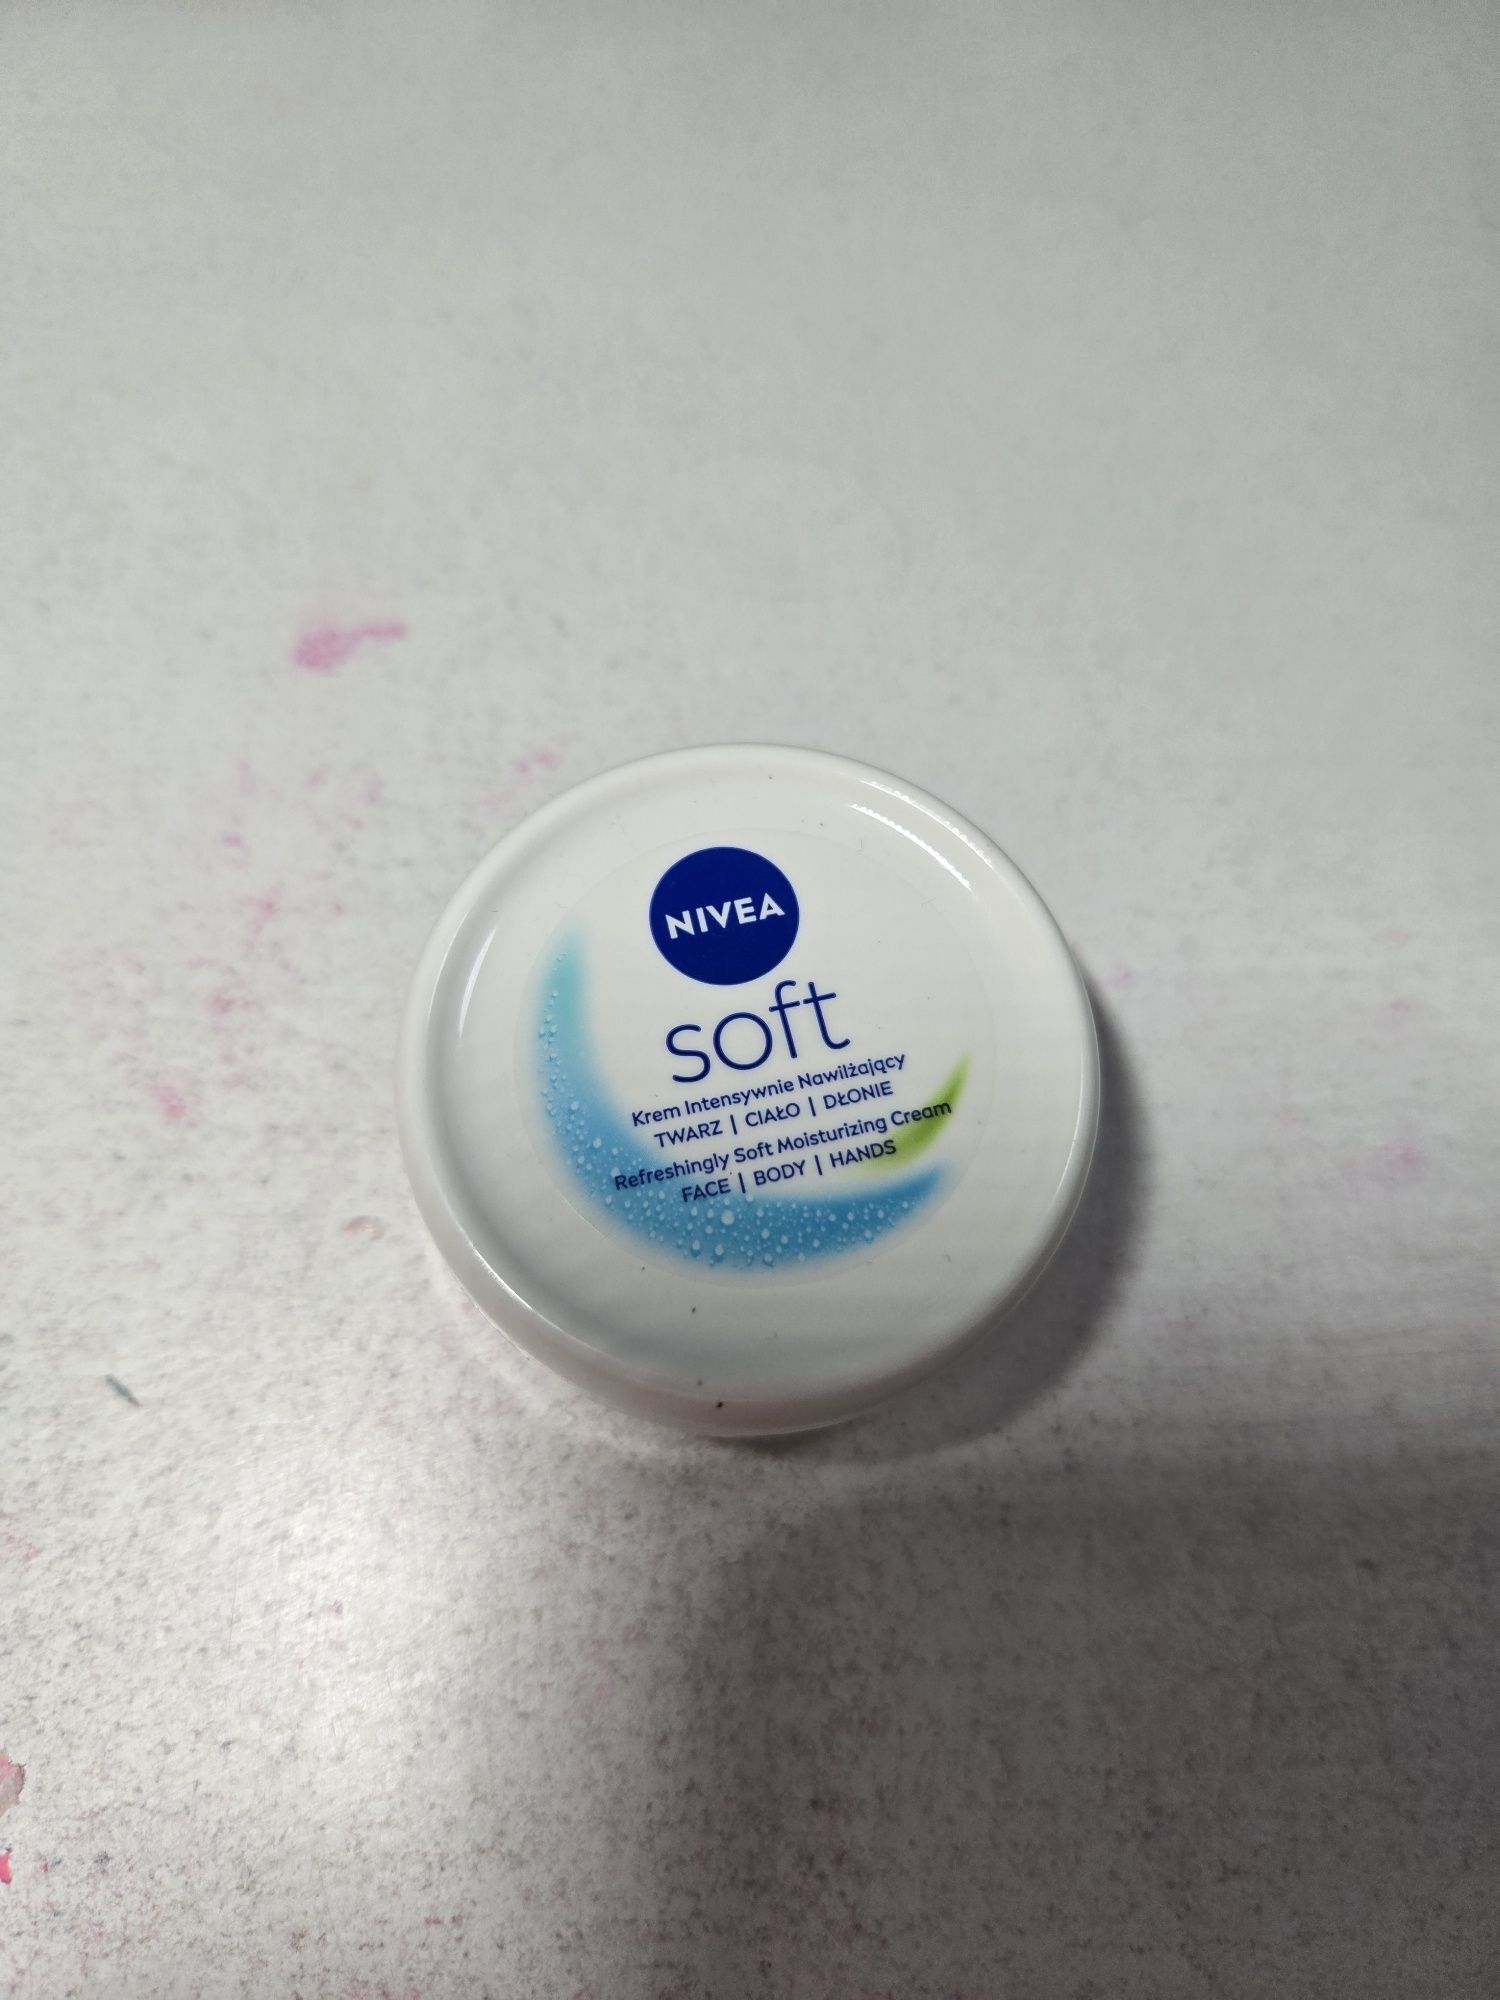 NIVEA
soft
Krem Intensywnie Nawilżający
TWARZ | CIAŁO | DŁONIE
Refreshingly Soft Moisturizing Cream
FACE | BODY | HANDS